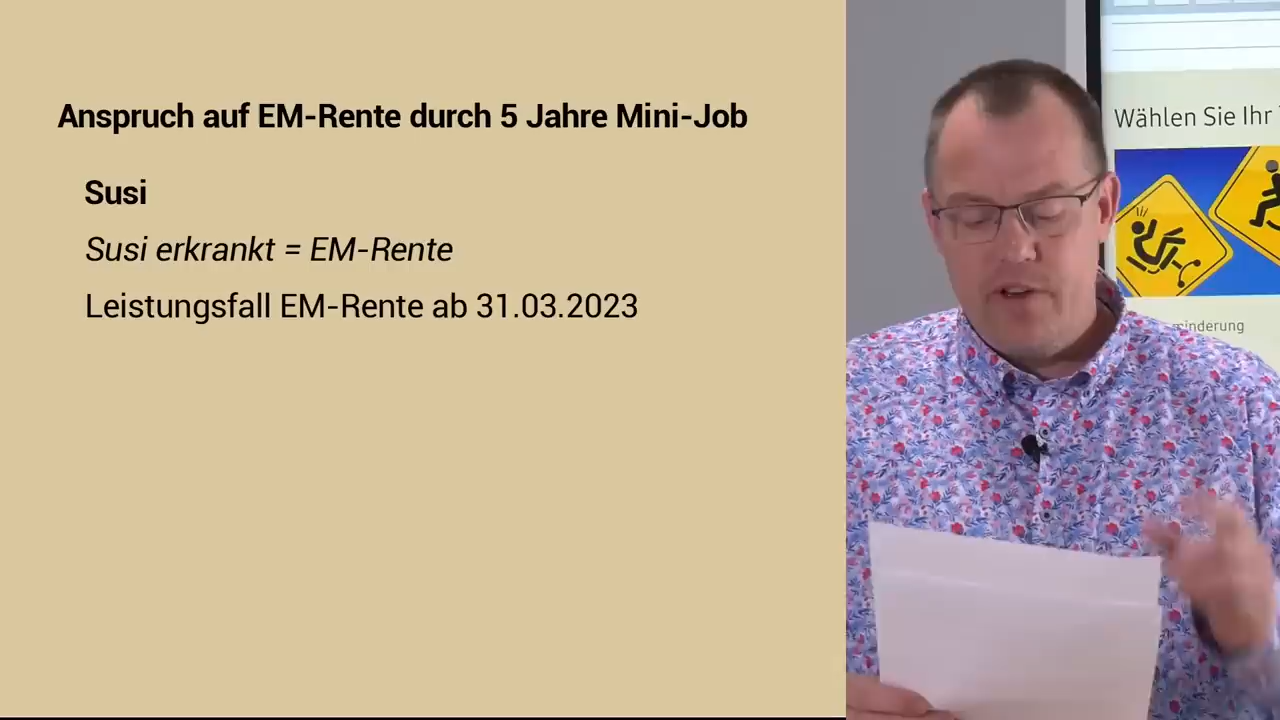 Anspruch auf EM-Rente durch 5 Jahre Mini-Job
Susi
Susi erkrankt = EM-Rente
Leistungsfall EM-Rente ab 31.03.2023
Wählen Sie Ihr